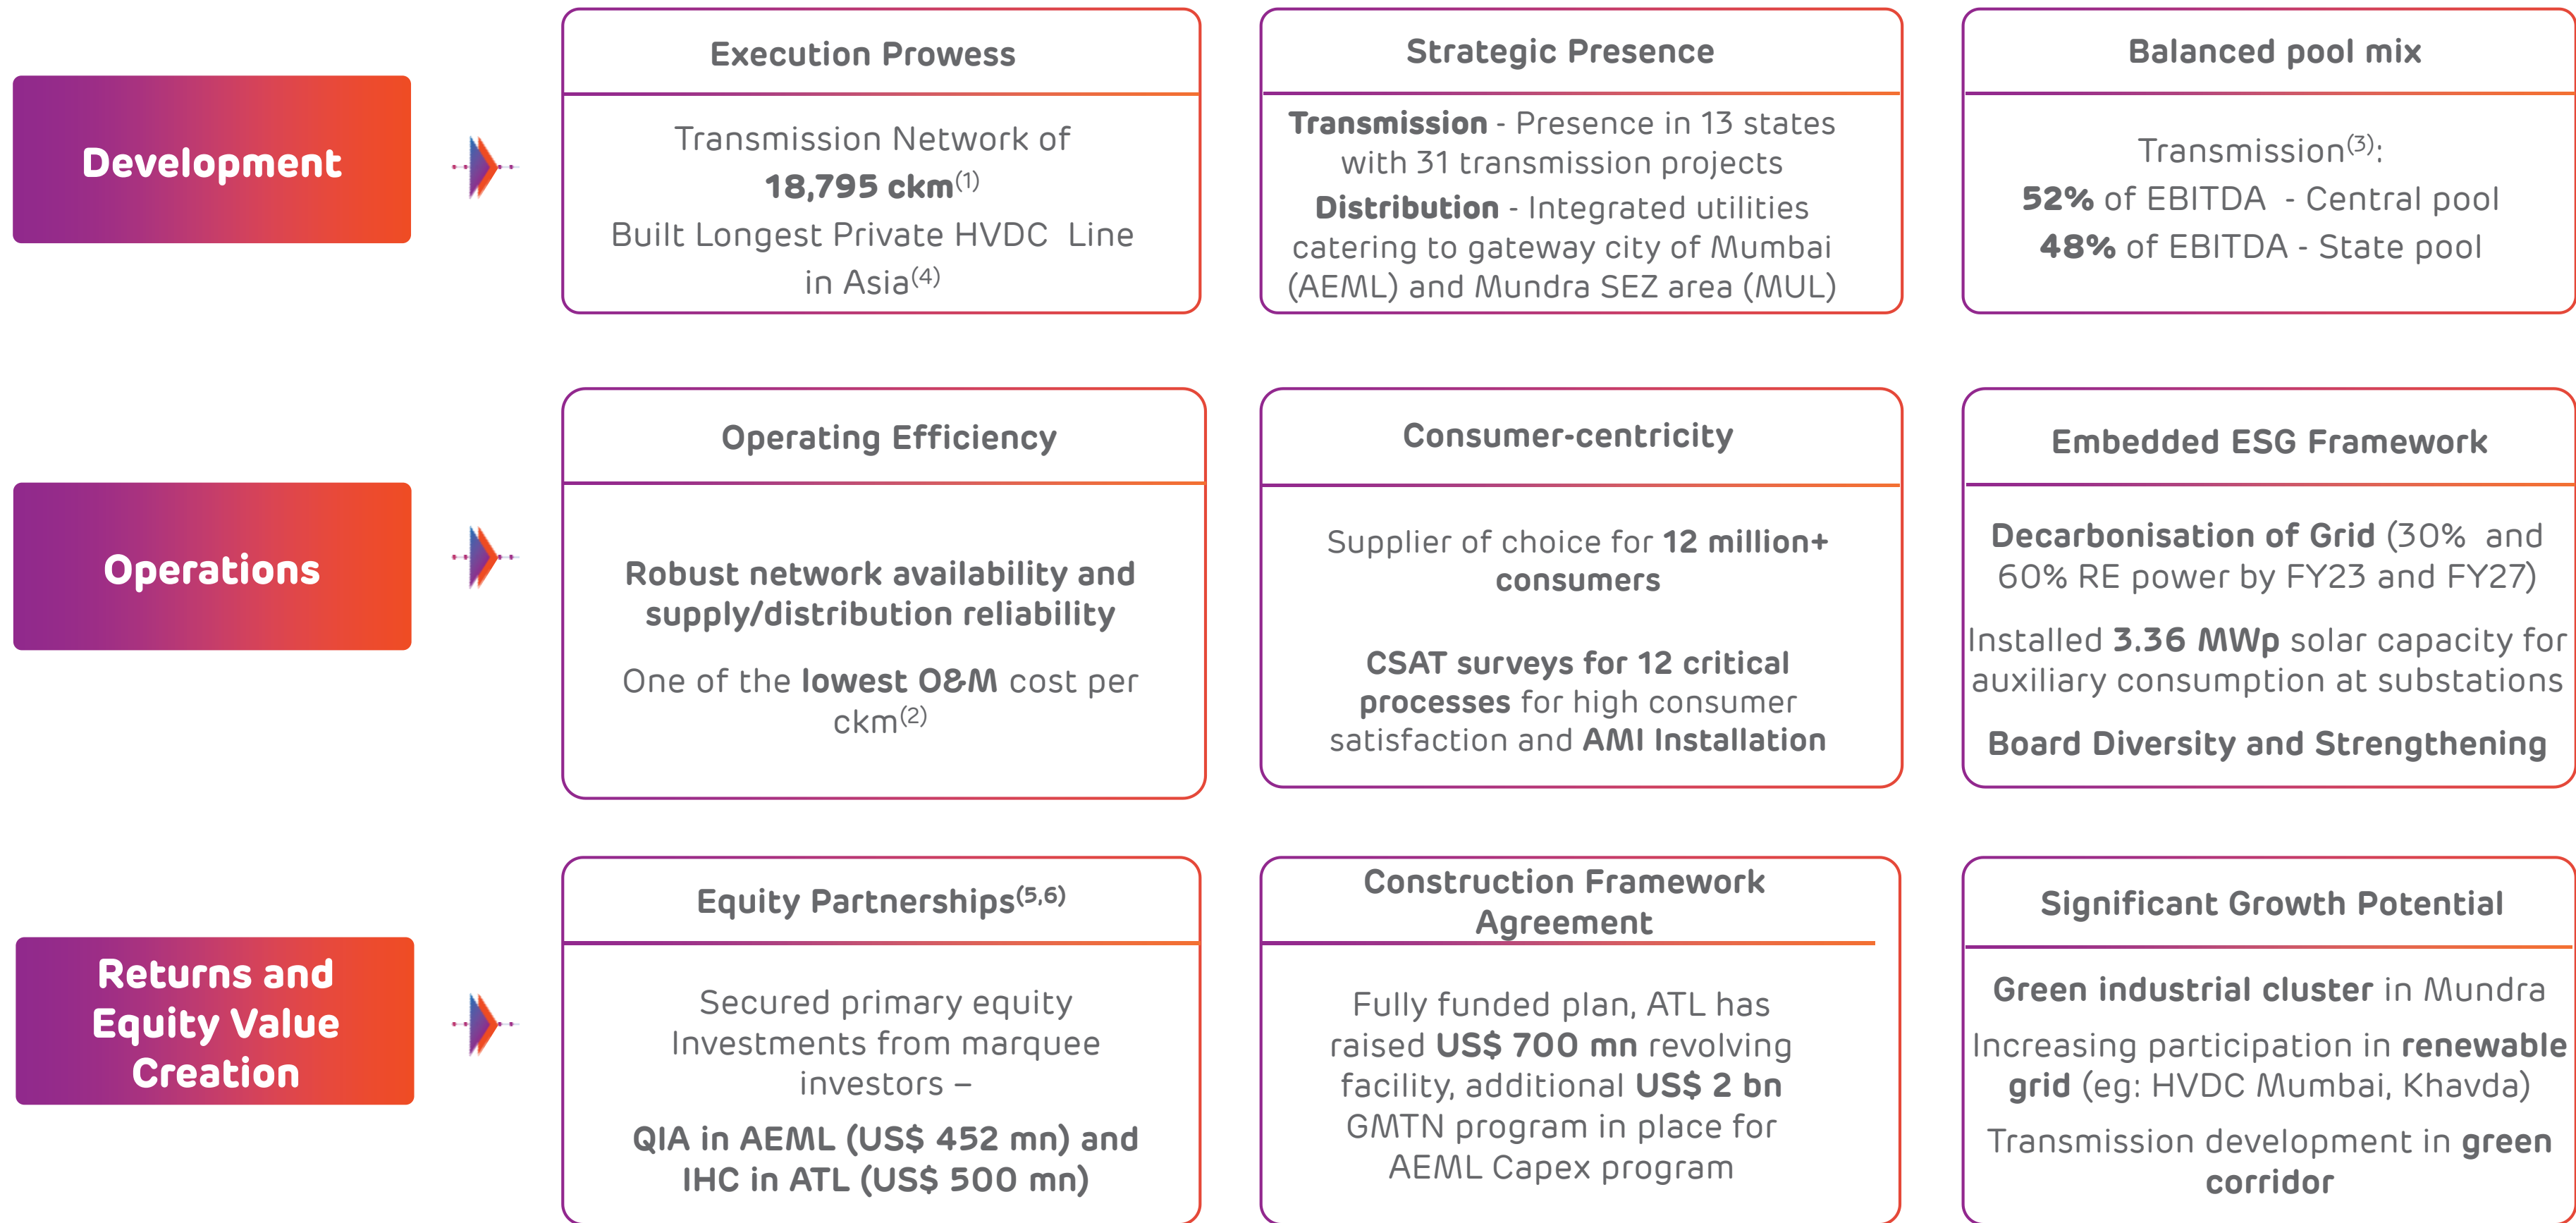 Development
Execution Prowess
Transmission Network of
18,795 ckm(1)
Built Longest Private HVDC Line
in Asia(4)
Strategic Presence
Transmission - Presence in 13 states
with 31 transmission projects
Distribution - Integrated utilities
catering to gateway city of Mumbai
(AEML) and Mundra SEZ area (MUL)
Balanced pool mix
Transmission(3):
52% of EBITDA - Central pool
48% of EBITDA - State pool
Operations
Operating Efficiency
Robust network availability and
supply/distribution reliability
One of the lowest O&M cost per
ckm(2)
Consumer-centricity
Supplier of choice for 12 million+
consumers
CSAT surveys for 12 critical
processes for high consumer
satisfaction and AMI Installation
Embedded ESG Framework
Decarbonisation of Grid (30% and
60% RE power by FY23 and FY27)
Installed 3.36 MWp solar capacity for
auxiliary consumption at substations
Board Diversity and Strengthening
Returns and
Equity Value
Creation
Equity Partnerships(5,6)
Secured primary equity
Investments from marquee
investors –
QIA in AEML (US$ 452 mn) and
IHC in ATL (US$ 500 mn)
Construction Framework
Agreement
Fully funded plan, ATL has
raised US$ 700 mn revolving
facility, additional US$ 2 bn
GMTN program in place for
AEML Capex program
Significant Growth Potential
Green industrial cluster in Mundra
Increasing participation in renewable
grid (eg: HVDC Mumbai, Khavda)
Transmission development in green
corridor